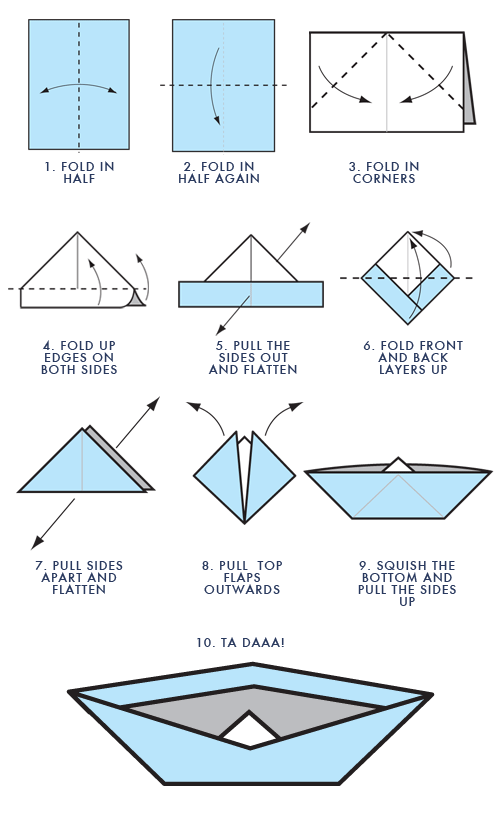 1. FOLD IN
HALF
2. FOLD IN
HALF AGAIN
3. FOLD IN
CORNERS
4. FOLD UP
EDGES ON
BOTH SIDES
5. PULL THE
SIDES OUT
AND FLATTEN
6. FOLD FRONT
AND BACK
LAYERS UP
7. PULL SIDES
APART AND
FLATTEN
8. PULL TOP
FLAPS
OUTWARDS
9. SQUISH THE
BOTTOM AND
PULL THE SIDES
UP
10. TA DAAA!